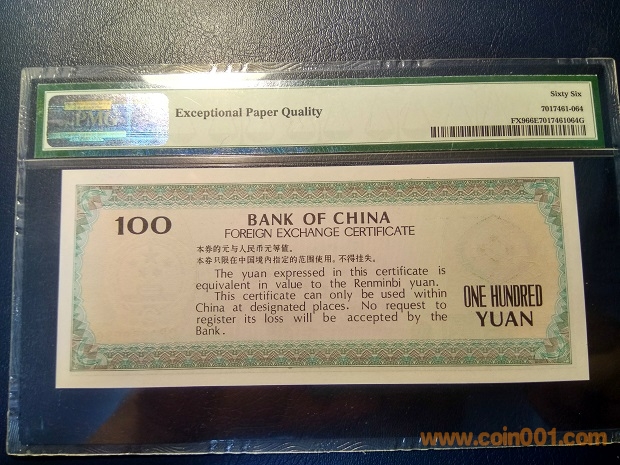 PMG
Exceptional Paper Quality
Sixty Six
7017461-064
FX966E7017461064G
100
BANK OF CHINA
FOREIGN EXCHANGE CERTIFICATE
本券的元与人民币元等值。
本券只限在中国境内指定的范围使用，不得挂失。
The yuan expressed in this certificate is
equivalent in value to the Renminbi yuan.
This certificate can only be used within
China at designated places. No request to
register its loss will be accepted by the
Bank.
ONE HUNDRED
YUAN
www.coin001.com